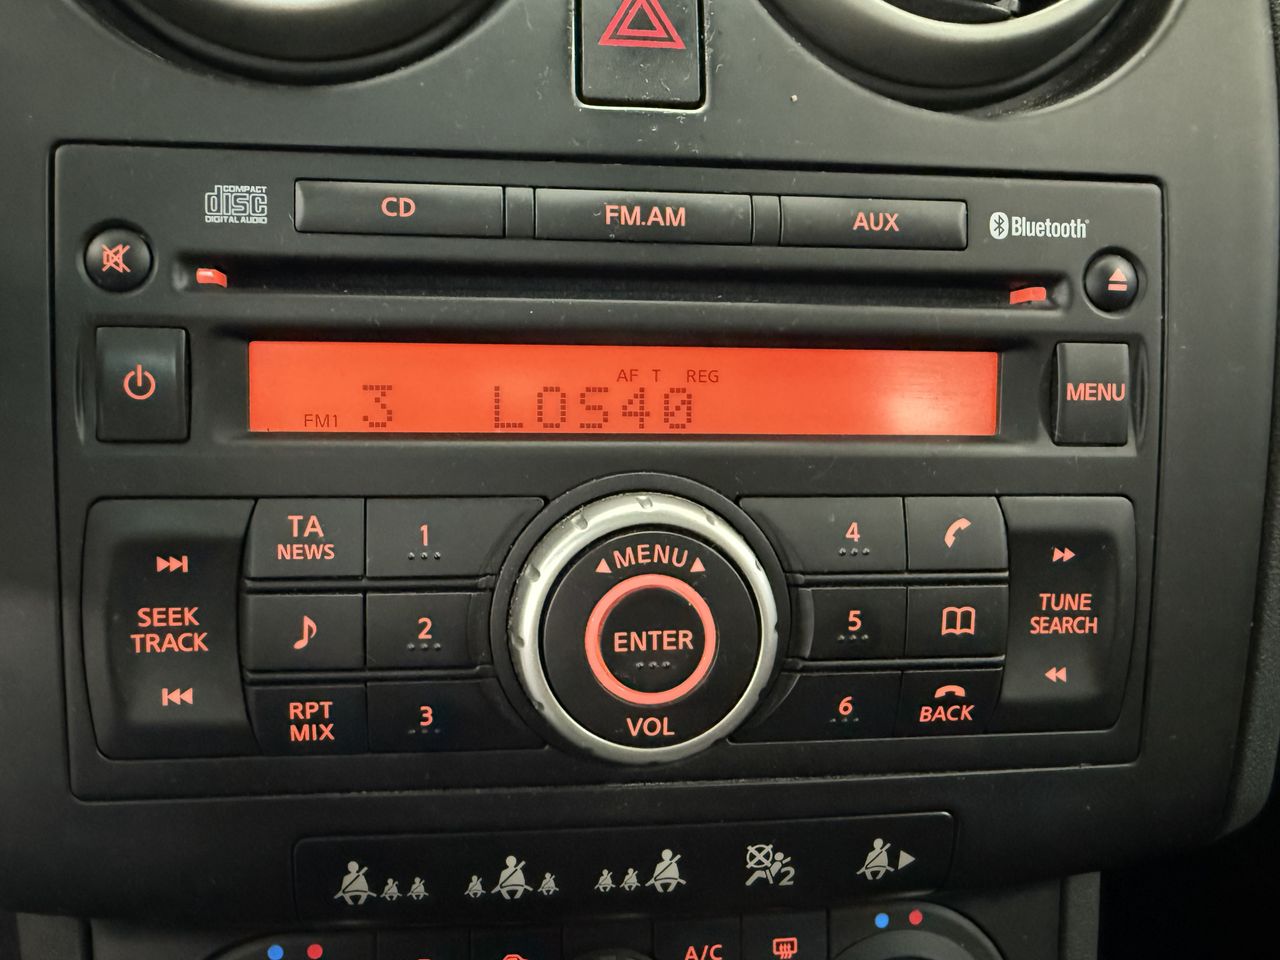 COMPACT
disc
DIGITAL AUDIO
CD
FM.AM
AUX
Bluetooth
AF T REG
FM1 3 LOS40
MENU
TA
NEWS
1
4
SEEK
TRACK
MENU
2
ENTER
5
TUNE
SEARCH
RPT
MIX
3
VOL
6
BACK
2
A/C